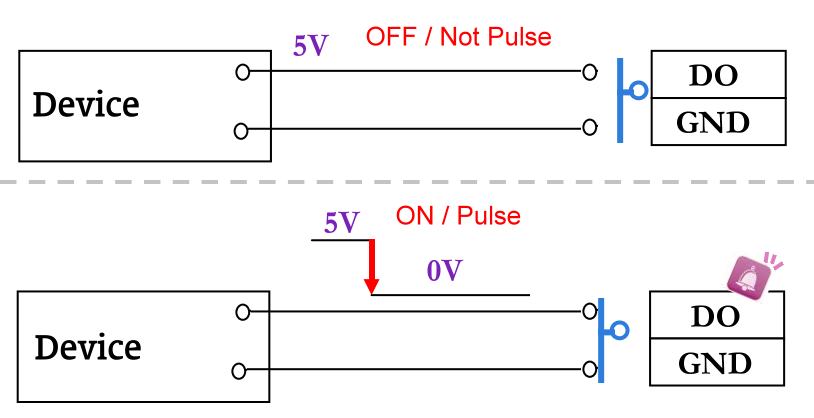 5V OFF / Not Pulse
Device
DO
GND
5V ON / Pulse
0V
Device
DO
GND